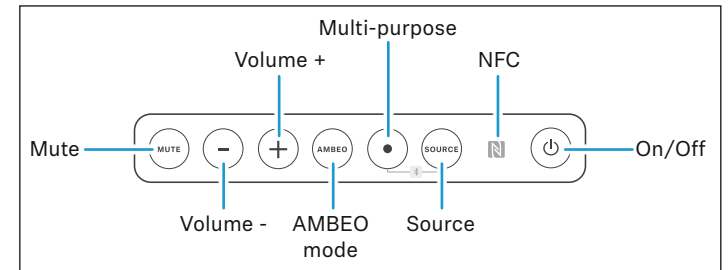 Multi-purpose
Volume + NFC
Mute MUTE - + AMBEO SOURCE On/Off
Volume - AMBEO mode Source